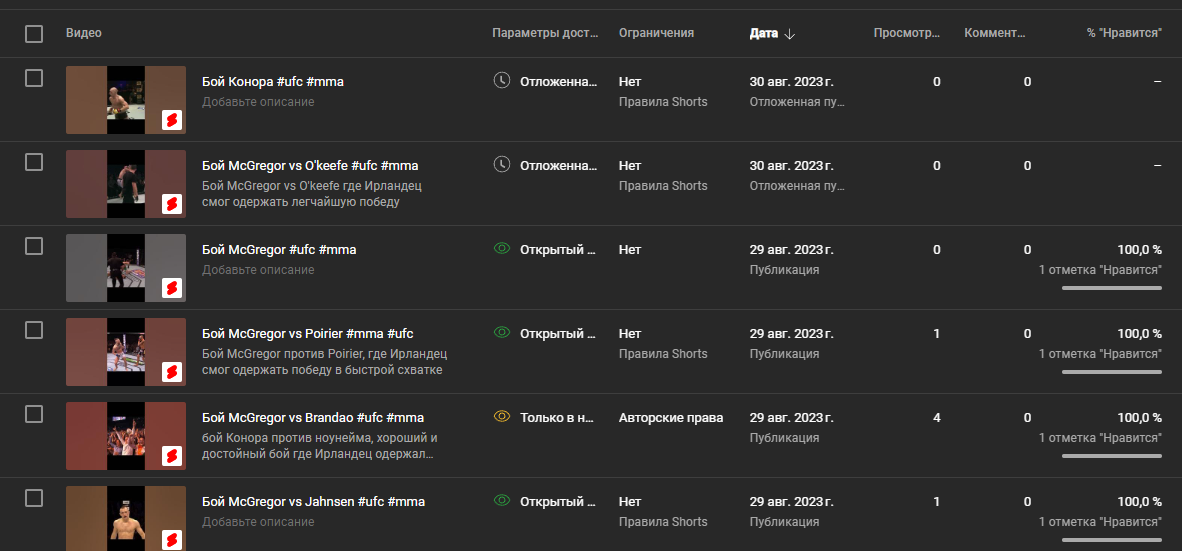 Видео Параметры дост… Ограничения Дата Просмотр… Коммент… % "Нравится"
Бой Конора #ufc #mma Отложенна… Нет 30 авг. 2023 г. 0 0 –
Добавьте описание Правила Shorts Отложенная пу…
Бой McGregor vs O'keefe #ufc #mma Отложенна… Нет 30 авг. 2023 г. 0 0 –
Бой McGregor vs O'keefe где Ирландец Правила Shorts Отложенная пу…
смог одержать легчайшую победу
Бой McGregor #ufc #mma Открытый … Нет 29 авг. 2023 г. 0 0 100,0 %
Добавьте описание Публикация 1 отметка "Нравится"
Бой McGregor vs Poirier #mma #ufc Открытый … Нет 29 авг. 2023 г. 1 0 100,0 %
Бой McGregor против Poirier, где Ирландец Правила Shorts Публикация 1 отметка "Нравится"
смог одержать победу в быстрой схватке
Бой McGregor vs Brandao #ufc #mma Только в н… Авторские права 29 авг. 2023 г. 4 0 100,0 %
бой Конора против ноунейма, хороший и Публикация 1 отметка "Нравится"
достойный бой где Ирландец одержал…
Бой McGregor vs Jahnsen #ufc #mma Открытый … Нет 29 авг. 2023 г. 1 0 100,0 %
Добавьте описание Правила Shorts Публикация 1 отметка "Нравится"